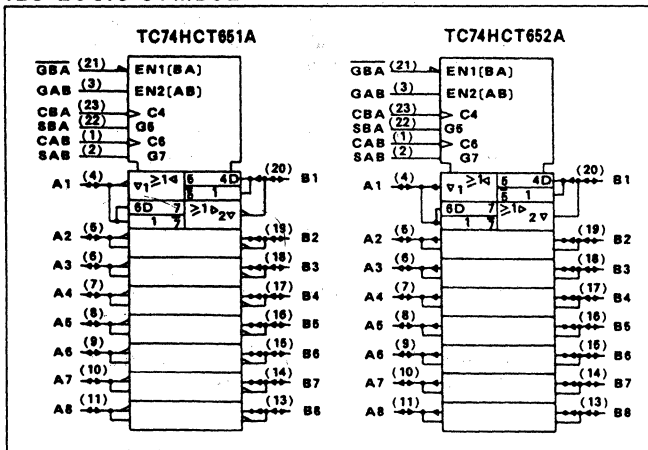 TC74HCT651A
GBA (21) EN1(BA)
GAB (3) EN2(AB)
CBA (23) C4
SBA (22) G5
CAB (1) C6
SAB (2) G7
A1 (4) ▽1 ≥1◁ 5 4D (20) B1
5 1
6D 7 ≥1▷ 2▽
1 7
A2 (5) (19) B2
A3 (6) (18) B3
A4 (7) (17) B4
A5 (8) (16) B5
A6 (9) (15) B6
A7 (10) (14) B7
A8 (11) (13) B8
TC74HCT652A
GBA (21) EN1(BA)
GAB (3) EN2(AB)
CBA (23) C4
SBA (22) G5
CAB (1) C6
SAB (2) G7
A1 (4) ▽1 ≥1◁ 5 4D (20) B1
5 1
6D 7 ≥1▷ 2▽
1 7
A2 (5) (19) B2
A3 (6) (18) B3
A4 (7) (17) B4
A5 (8) (16) B5
A6 (9) (15) B6
A7 (10) (14) B7
A8 (11) (13) B8